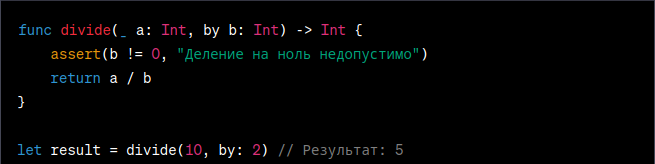 func divide(_ a: Int, by b: Int) -> Int {
    assert(b != 0, "Деление на ноль недопустимо")
    return a / b
}
let result = divide(10, by: 2) // Результат: 5